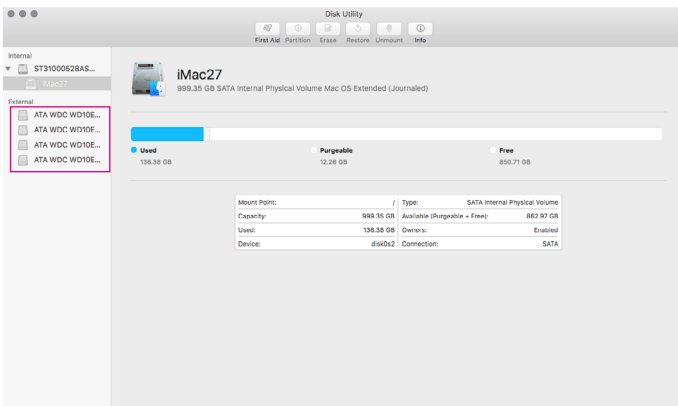 Disk Utility
First Aid Partition Erase Restore Unmount Info
Internal
ST31000528AS...
iMac27
External
ATA WDC WD10E...
ATA WDC WD10E...
ATA WDC WD10E...
ATA WDC WD10E...
iMac27
999.35 GB SATA Internal Physical Volume Mac OS Extended (Journaled)
Used Purgeable Free
136.38 GB 12.26 GB 850.71 GB
Mount Point: / Type: SATA Internal Physical Volume
Capacity: 999.35 GB Available (Purgeable + Free): 862.97 GB
Used: 136.38 GB Owners: Enabled
Device: disk0s2 Connection: SATA